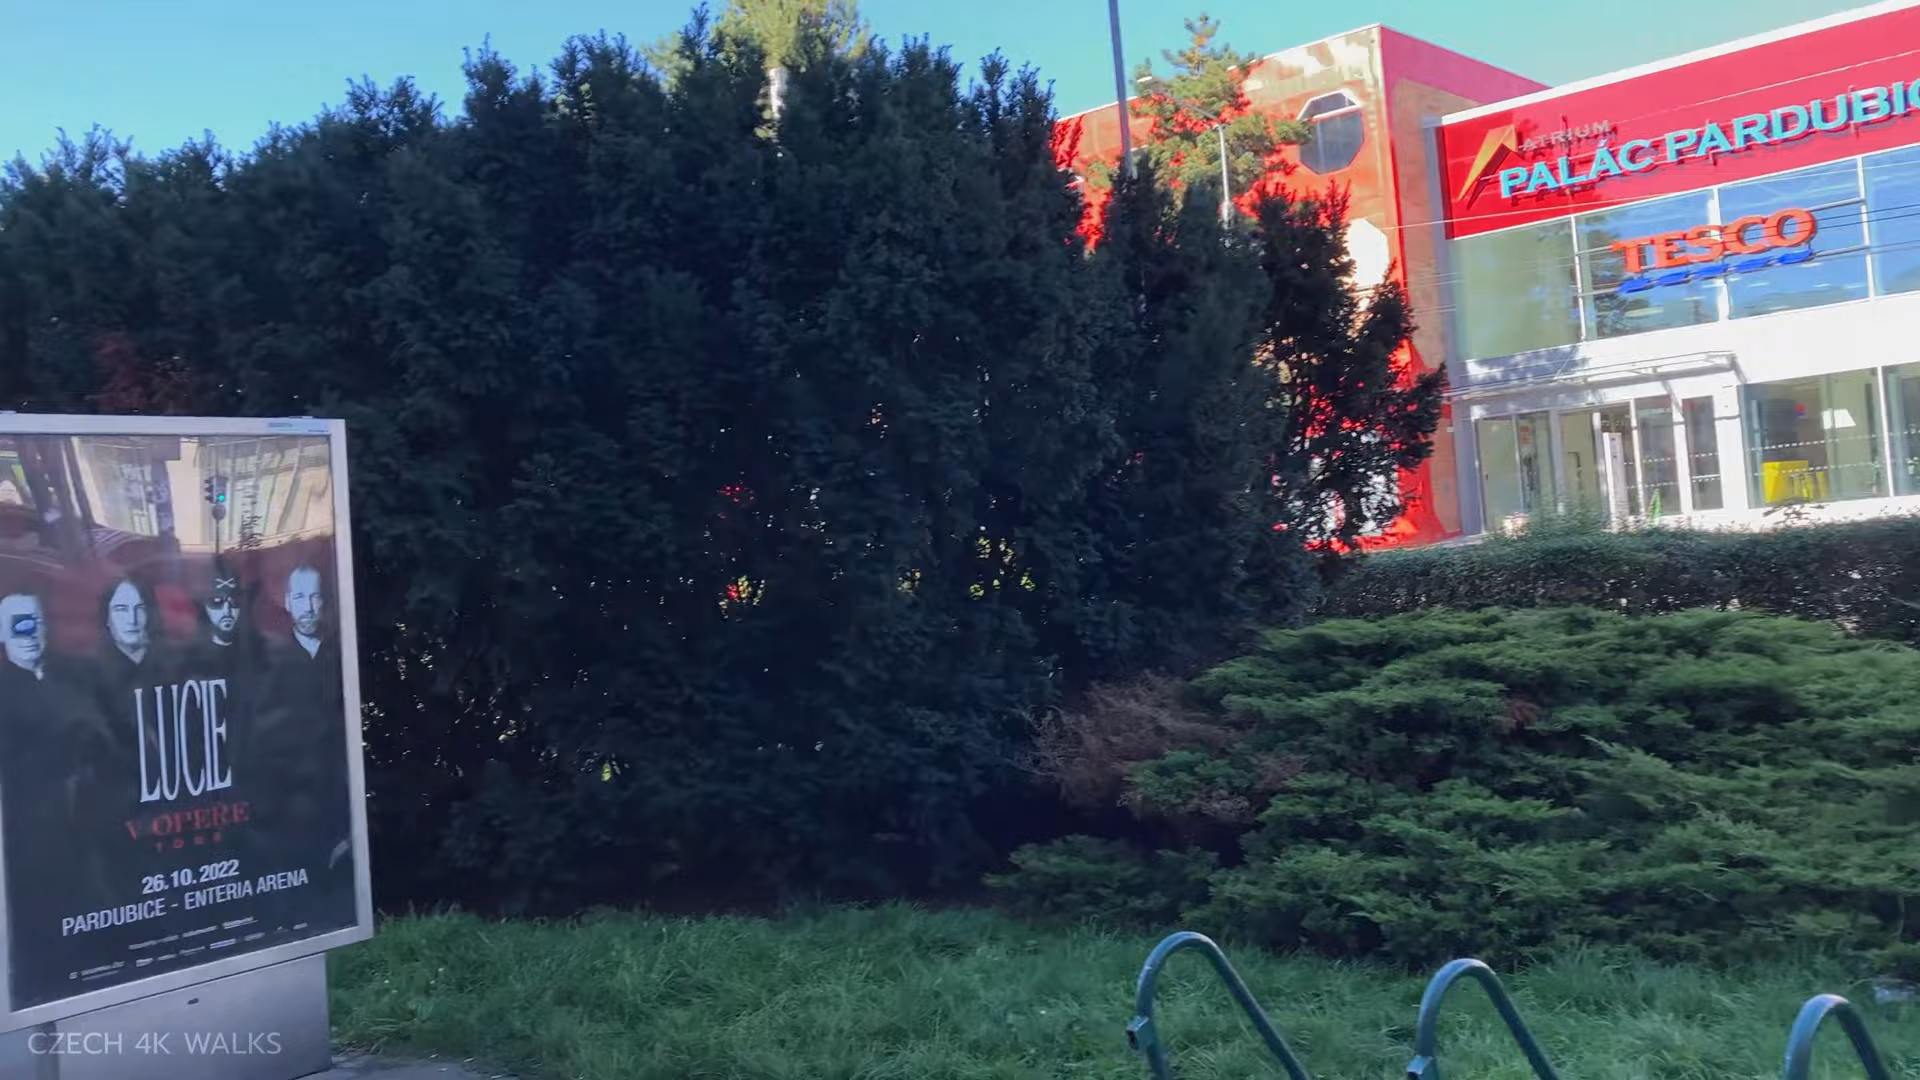 ATRIUM
PALÁC PARDUBIC
TESCO
LUCIE
V OPEŘE
TOUR
26.10.2022
PARDUBICE - ENTERIA ARENA
CZECH 4K WALKS